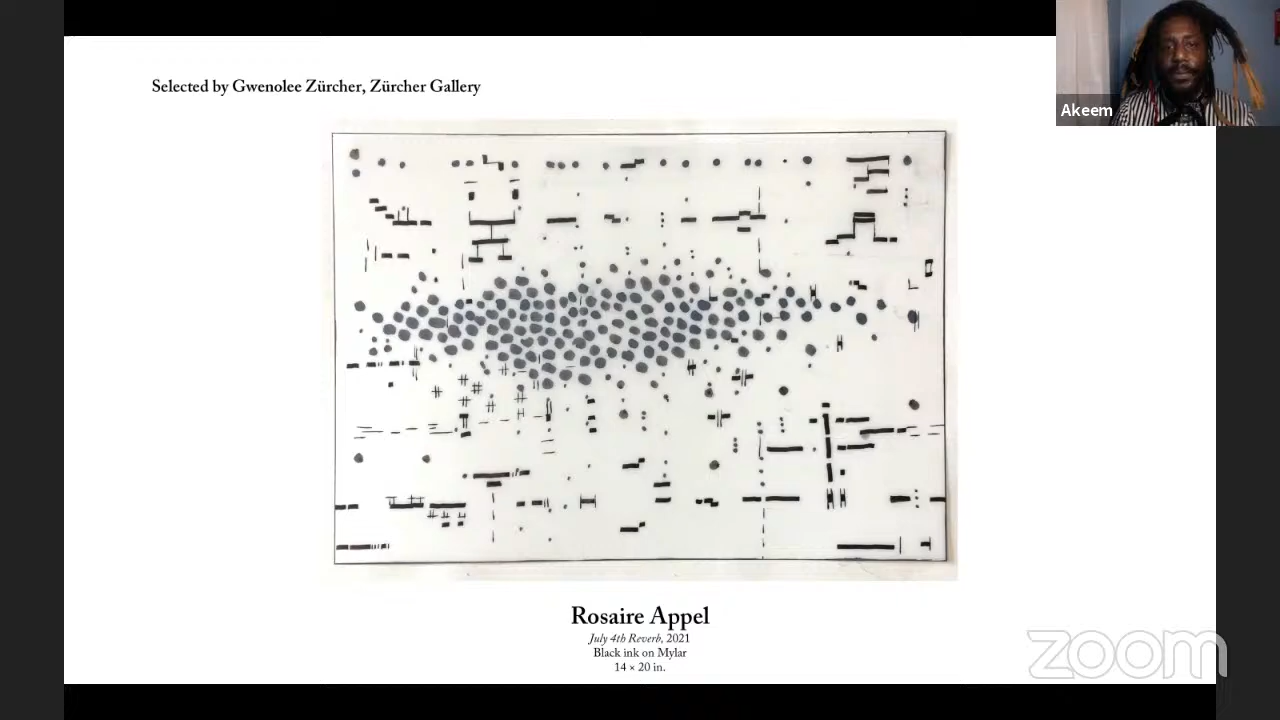 Selected by Gwenolee Zürcher, Zürcher Gallery
Akeem
Rosaire Appel
July 4th Reverb, 2021
Black ink on Mylar
14 × 20 in.
zoom